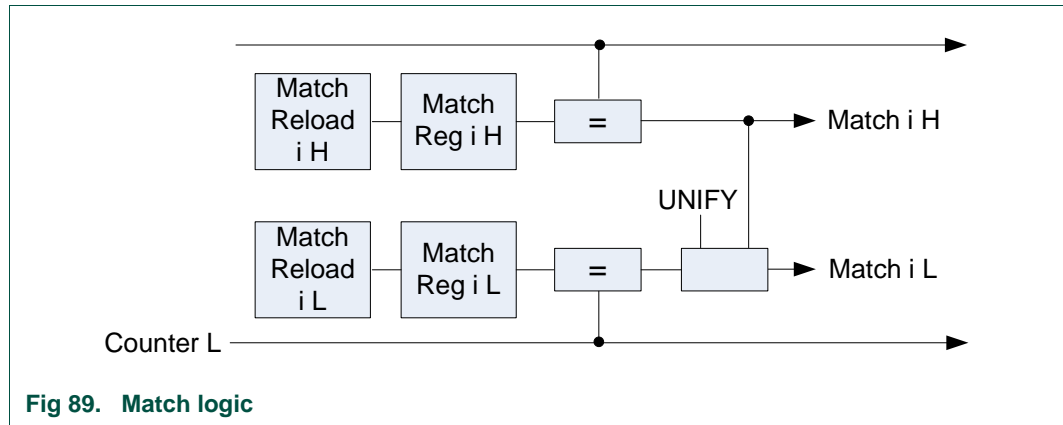 Match
Reload
i H
Match
Reg i H
=
Match i H
UNIFY
Match
Reload
i L
Match
Reg i L
=
Match i L
Counter L
Fig 89. Match logic